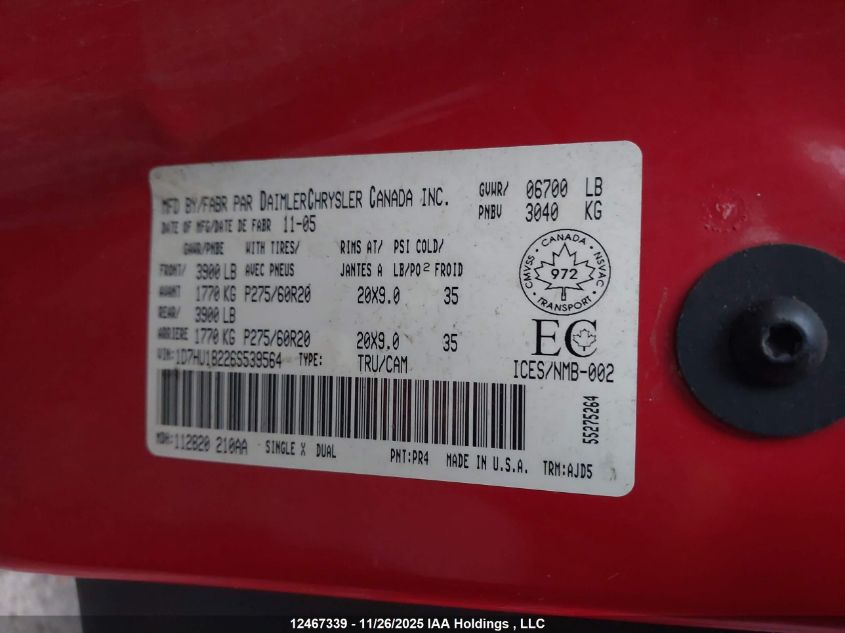 MFD BY/FABR PAR DAIMLERCHRYSLER CANADA INC. GVWR/ 06700 LB
DATE OF MFG/DATE DE FABR 11-05 PNBV 3040 KG
GAWR/PNBE WITH TIRES/ RIMS AT/ PSI COLD/
FRONT/ 3900 LB AVEC PNEUS JANTES A LB/PO² FROID
AVANT 1770 KG P275/60R20 20X9.0 35
REAR/ 3900 LB
ARRIERE 1770 KG P275/60R20 20X9.0 35
VIN: 1D7HU18226S539564 TYPE: TRU/CAM
CANADA
CMVSS 972 NSVAC
TRANSPORT
EC
ICES/NMB-002
55275264
MDH: 112820 210AA SINGLE X DUAL
PNT:PR4 MADE IN U.S.A. TRM:AJD5
12467339 - 11/26/2025 IAA Holdings , LLC